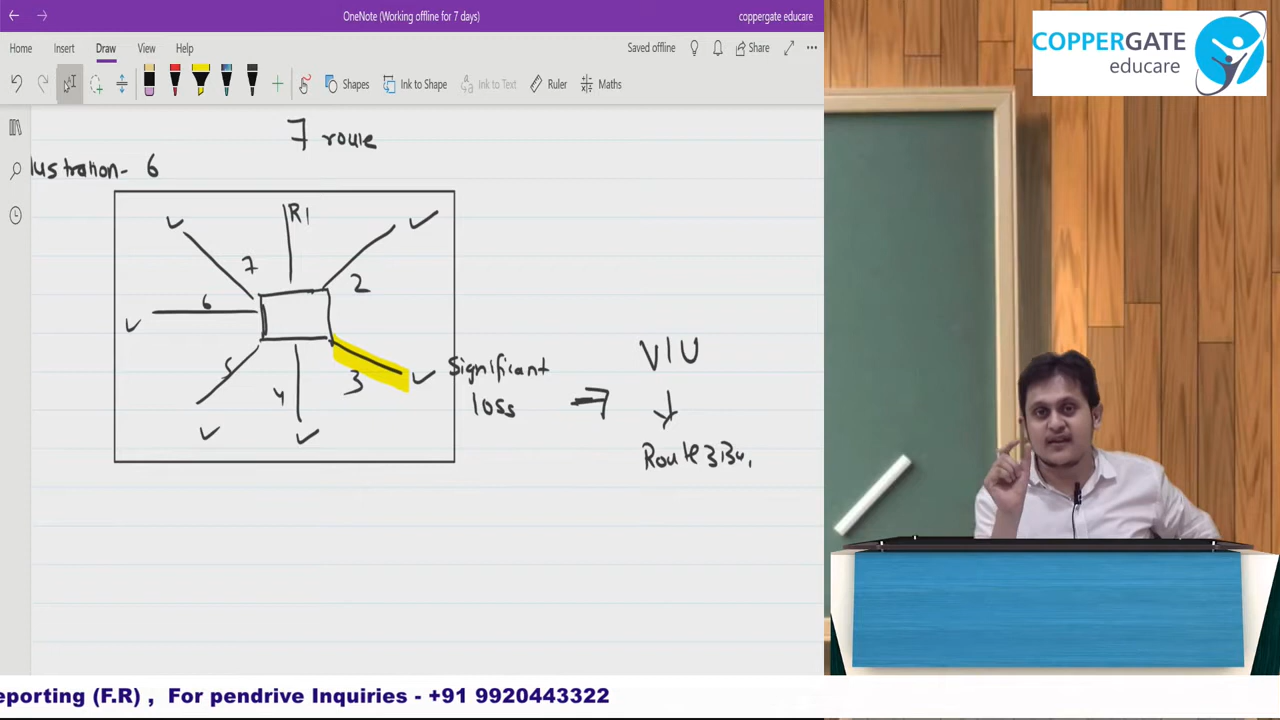 OneNote (Working offline for 7 days)
coppergate educare
Home Insert Draw View Help
Saved offline Share
Shapes Ink to Shape Ink to Text Ruler Maths
COPPERGATE
educare
7 route
lustration- 6
R1
7
2
6
5
4
3
Significant
loss
VIU
Route 3 Bu,
eporting (F.R) , For pendrive Inquiries - +91 9920443322